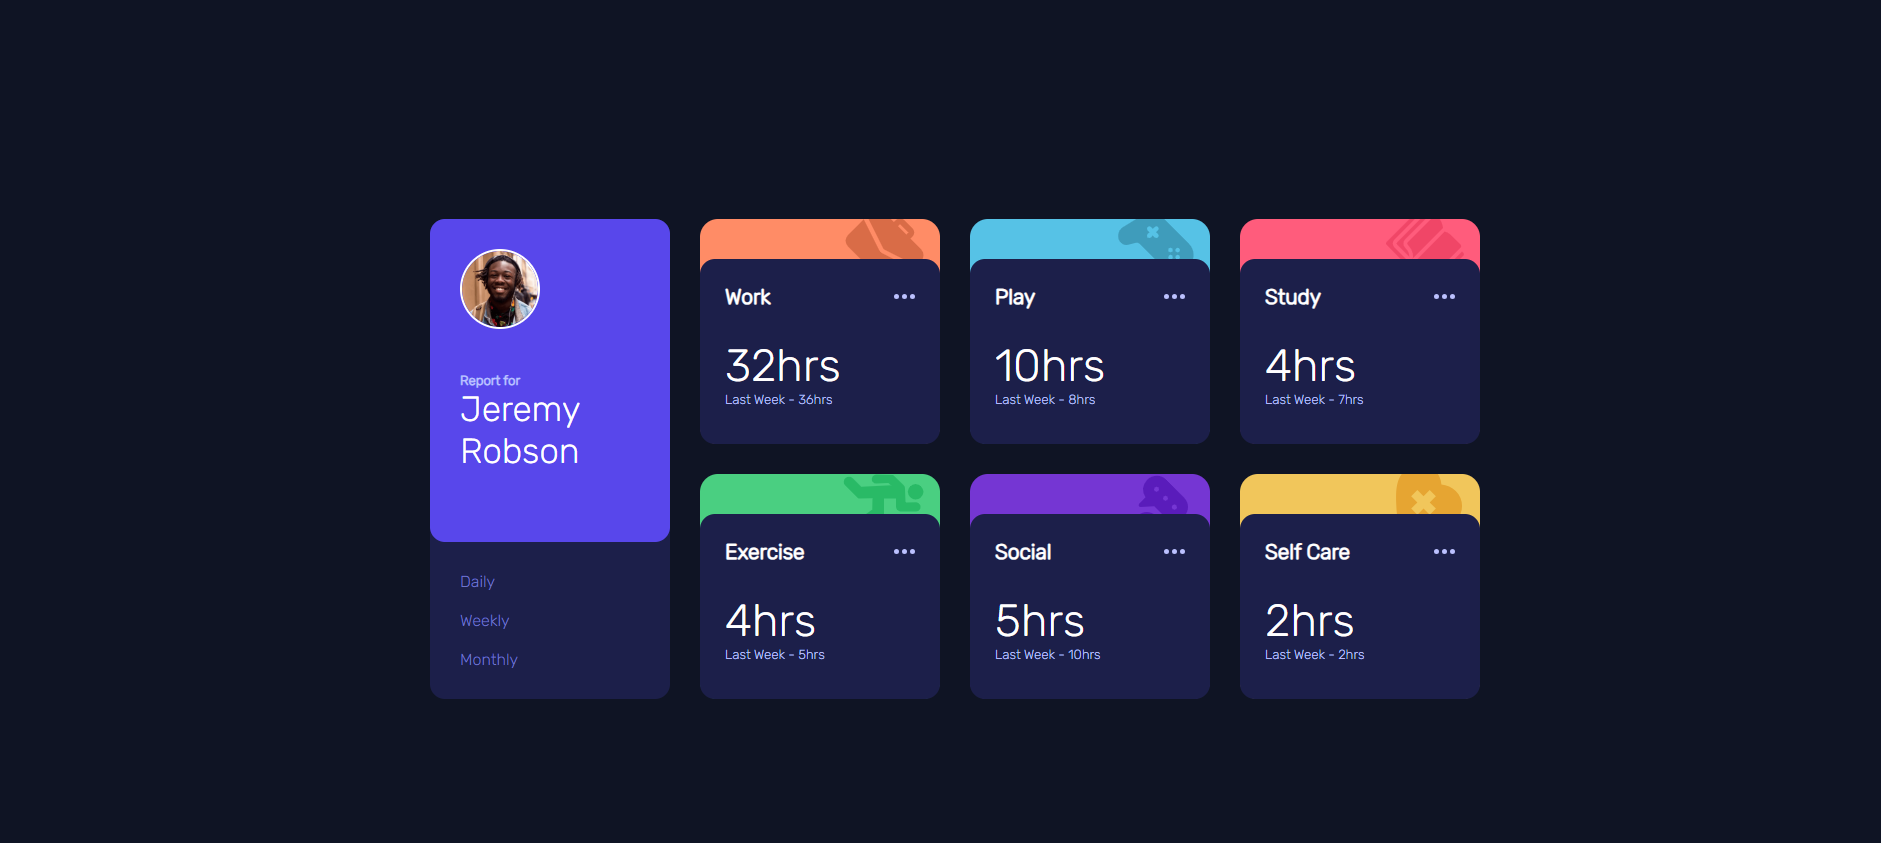 Report for
Jeremy
Robson
Daily
Weekly
Monthly
Work
32hrs
Last Week - 36hrs
Play
10hrs
Last Week - 8hrs
Study
4hrs
Last Week - 7hrs
Exercise
4hrs
Last Week - 5hrs
Social
5hrs
Last Week - 10hrs
Self Care
2hrs
Last Week - 2hrs